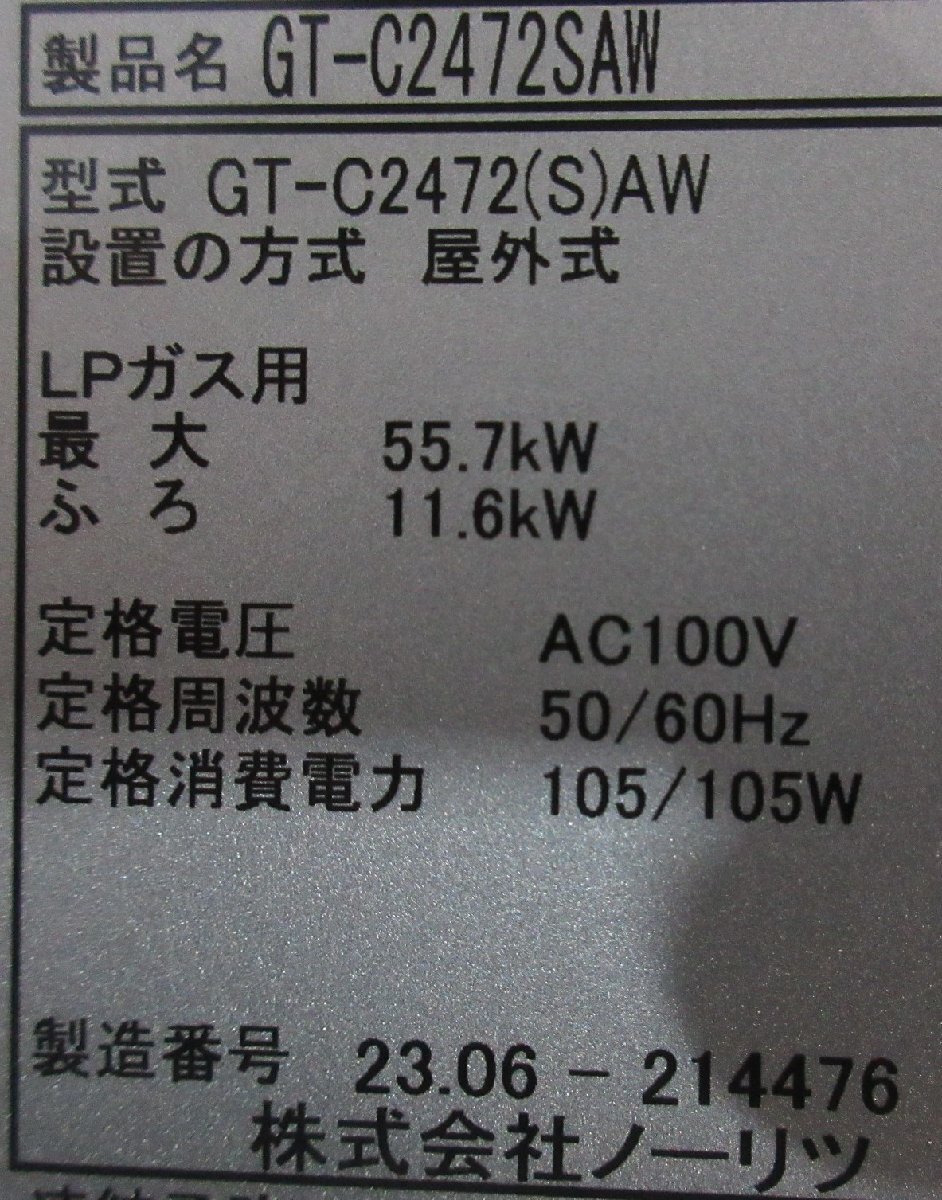 製品名 GT-C2472SAW
型式 GT-C2472(S)AW
設置の方式 屋外式
LPガス用
最 大 55.7kW
ふ ろ 11.6kW
定格電圧 AC100V
定格周波数 50/60Hz
定格消費電力 105/105W
製造番号 23.06 - 214476
株式会社ノーリツ